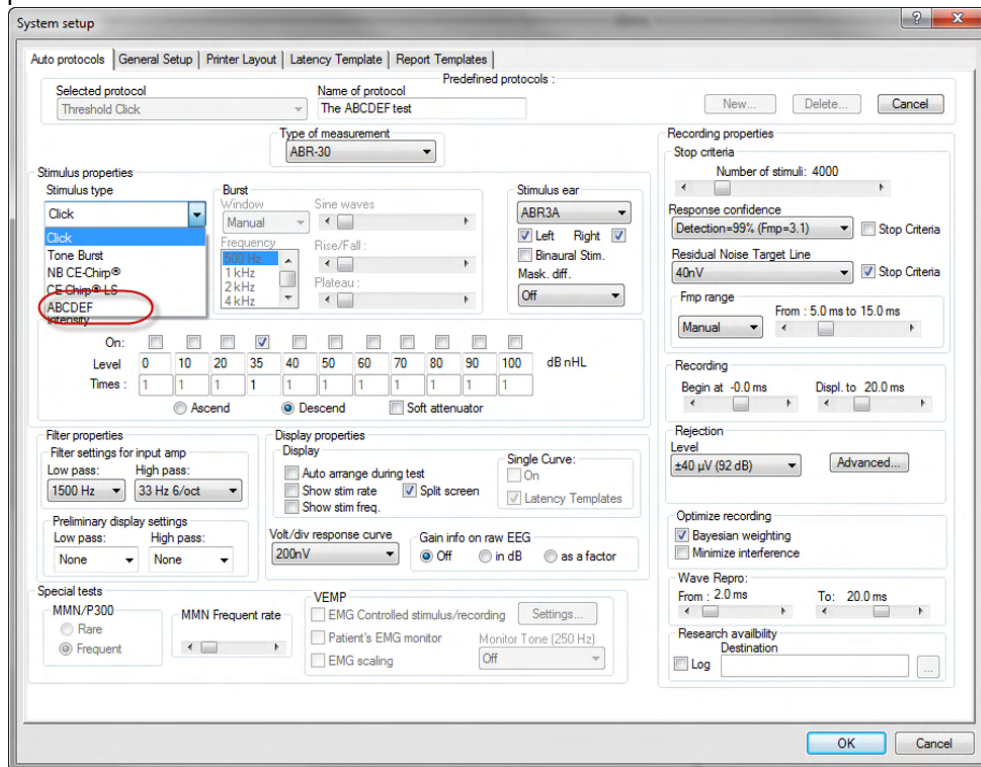 System setup
Auto protocols General Setup Printer Layout Latency Template Report Templates
Predefined protocols :
Selected protocol
Threshold Click
Name of protocol
The ABCDEF test
New... Delete... Cancel
Type of measurement
ABR-30
Stimulus properties
Stimulus type
Click
Click
Tone Burst
NB CE-Chirp®
CE-Chirp® LS
ABCDEF
Burst
Window
Manual
Sine waves
Frequency
500 Hz
1 kHz
2 kHz
4 kHz
Rise/Fall :
Plateau :
Stimulus ear
ABR3A
Left Right
Binaural Stim.
Mask. diff.
Off
Intensity
On:
Level 0 10 20 35 40 50 60 70 80 90 100 dB nHL
Times : 1 1 1 1 1 1 1 1 1 1 1
Ascend Descend Soft attenuator
Filter properties
Filter settings for input amp
Low pass: High pass:
1500 Hz 33 Hz 6/oct
Preliminary display settings
Low pass: High pass:
None None
Display properties
Display
Auto arrange during test
Show stim rate Split screen
Show stim freq.
Single Curve:
On
Latency Templates
Volt/div response curve
200nV
Gain info on raw EEG
Off in dB as a factor
Special tests
MMN/P300
Rare
Frequent
MMN Frequent rate
VEMP
EMG Controlled stimulus/recording Settings...
Patient's EMG monitor
EMG scaling
Monitor Tone (250 Hz)
Off
Recording properties
Stop criteria
Number of stimuli: 4000
Response confidence
Detection=99% (Fmp=3.1) Stop Criteria
Residual Noise Target Line
40nV Stop Criteria
Fmp range
From : 5.0 ms to 15.0 ms
Manual
Recording
Begin at -0.0 ms Displ. to 20.0 ms
Rejection
Level
±40 µV (92 dB) Advanced...
Optimize recording
Bayesian weighting
Minimize interference
Wave Repro:
From : 2.0 ms To: 20.0 ms
Research availbility
Destination
Log ...
OK Cancel